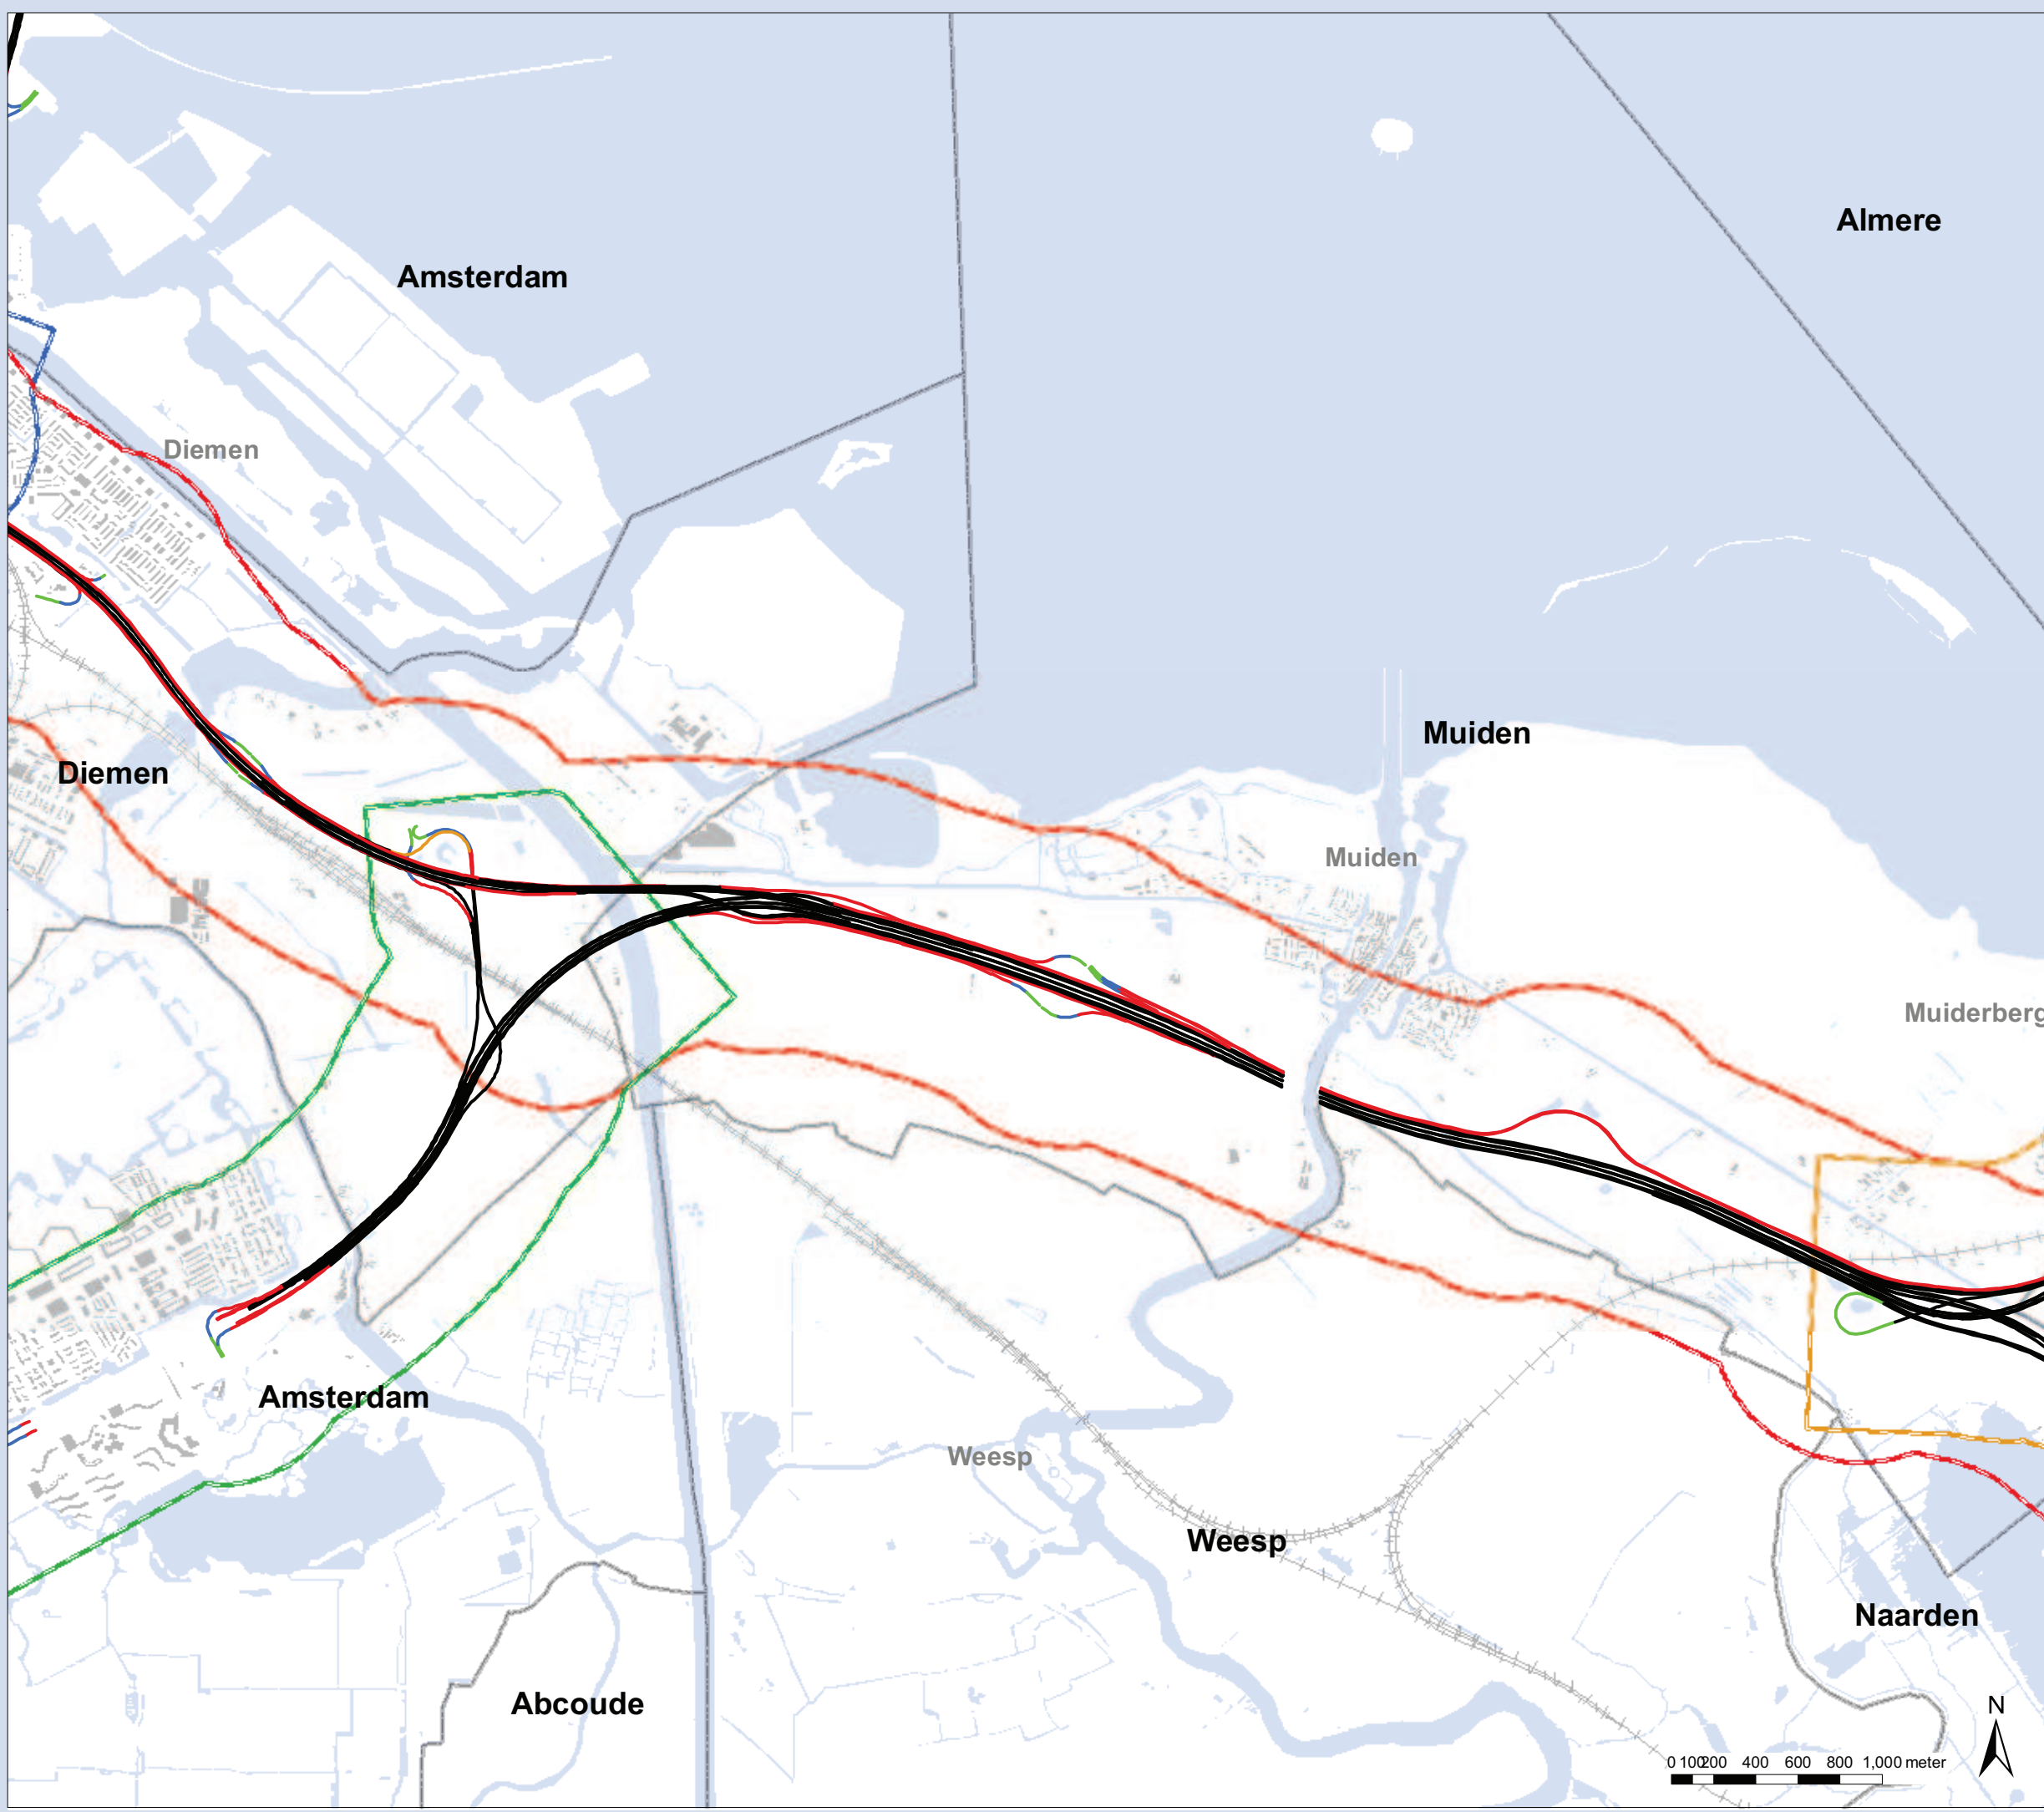 Almere
Amsterdam
Diemen
Muiden
Diemen
Muiden
Muiderberg
Amsterdam
Weesp
Weesp
Naarden
Abcoude
N
0 100 200 400 600 800 1,000 meter